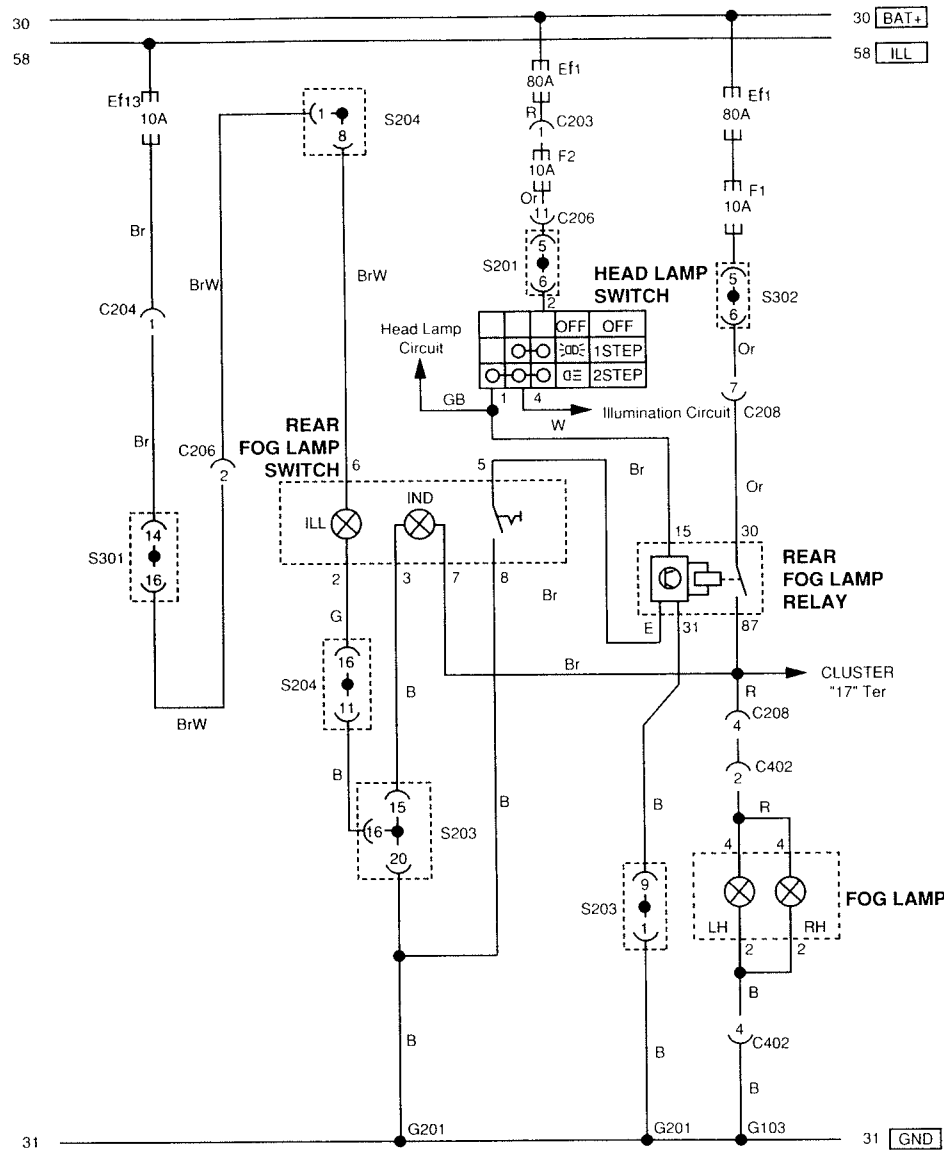 30
30 BAT+
58
58 ILL
Ef13
10A
1
8
S204
Ef1
80A
R
1
C203
F2
10A
Or
11
C206
Ef1
80A
F1
10A
Br
BrW
BrW
S201
5
6
2
HEAD LAMP
SWITCH
5
6
S302
C204
1
Head Lamp
Circuit
OFF OFF
1STEP
2STEP
Or
7
C208
GB
1
4
W
Illumination Circuit
Br
C206
2
REAR
FOG LAMP
SWITCH
6
5
Br
Or
ILL
IND
15
30
S301
14
16
2
3
7
8
Br
REAR
FOG LAMP
RELAY
E
31
87
G
Br
CLUSTER
"17" Ter
S204
16
11
B
R
C208
4
BrW
C402
2
B
B
B
R
15
16
20
S203
4
4
S203
9
1
FOG LAMP
LH
RH
2
2
B
B
B
4
C402
B
31
G201
G201
G103
31 GND